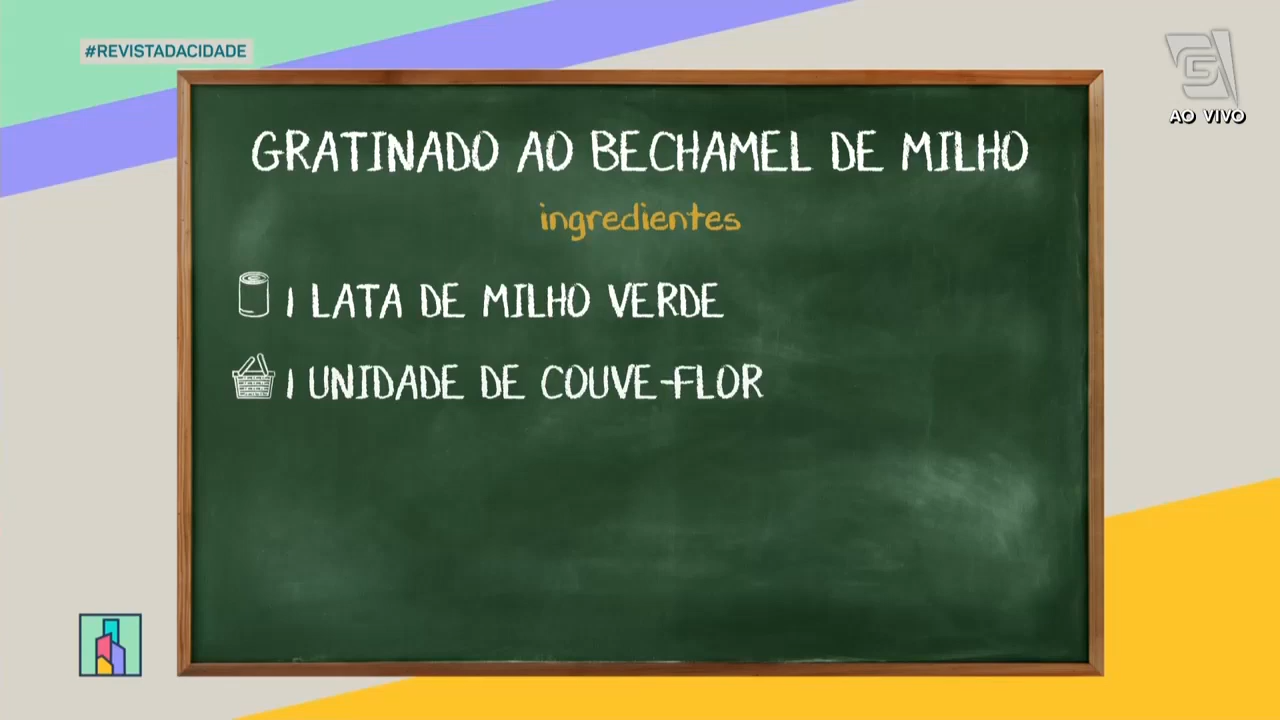 #REVISTADACIDADE
G
AO VIVO
GRATINADO AO BECHAMEL DE MILHO
ingredientes
1 LATA DE MILHO VERDE
1 UNIDADE DE COUVE-FLOR